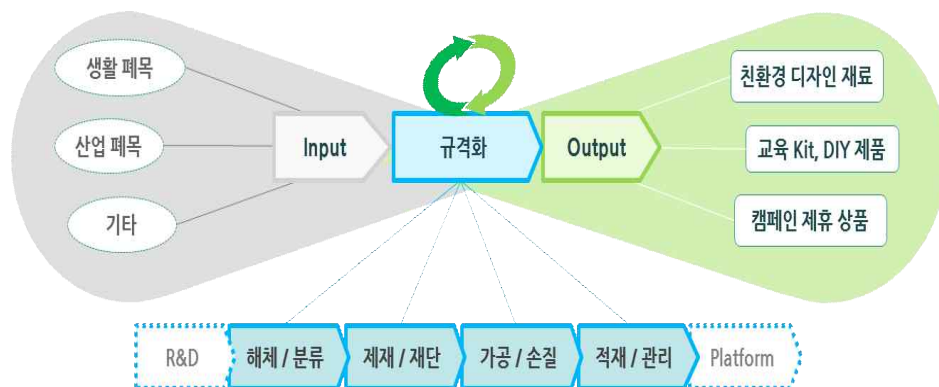 생활 폐목
산업 폐목
기타
Input
규격화
Output
친환경 디자인 재료
교육 Kit, DIY 제품
캠페인 제휴 상품
R&D
해체 / 분류
제재 / 재단
가공 / 손질
적재 / 관리
Platform